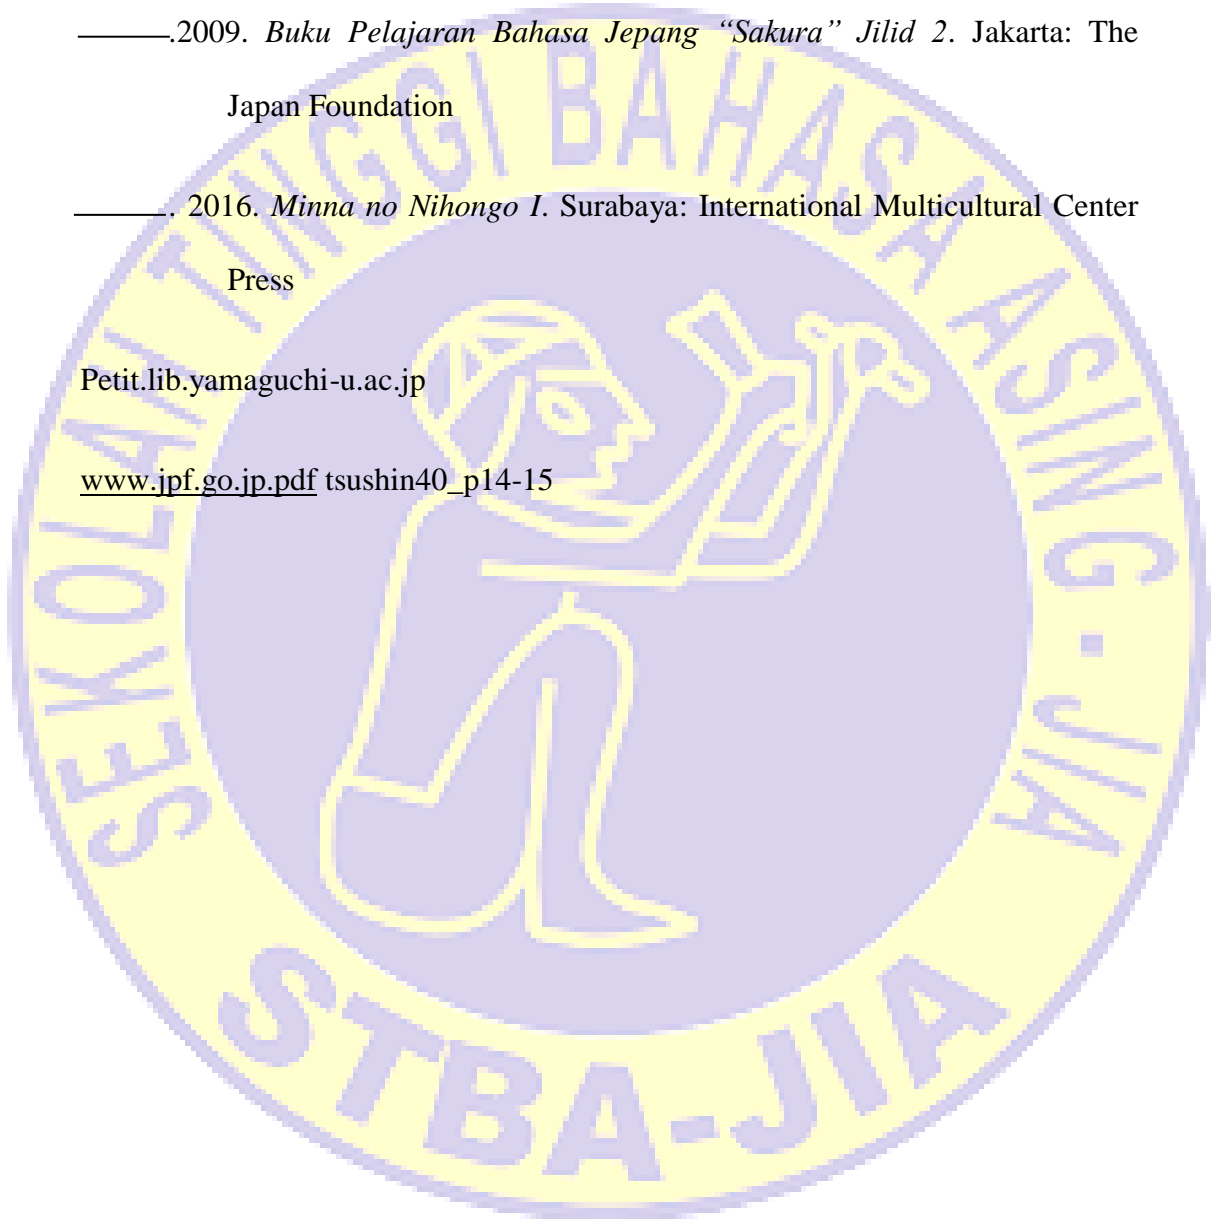 ______.2009. Buku Pelajaran Bahasa Jepang “Sakura” Jilid 2. Jakarta: The
Japan Foundation
______. 2016. Minna no Nihongo I. Surabaya: International Multicultural Center
Press
Petit.lib.yamaguchi-u.ac.jp
www.jpf.go.jp.pdf tsushin40_p14-15
SEKOLAH TINGGI BAHASA ASING - JIA
STBA-JIA